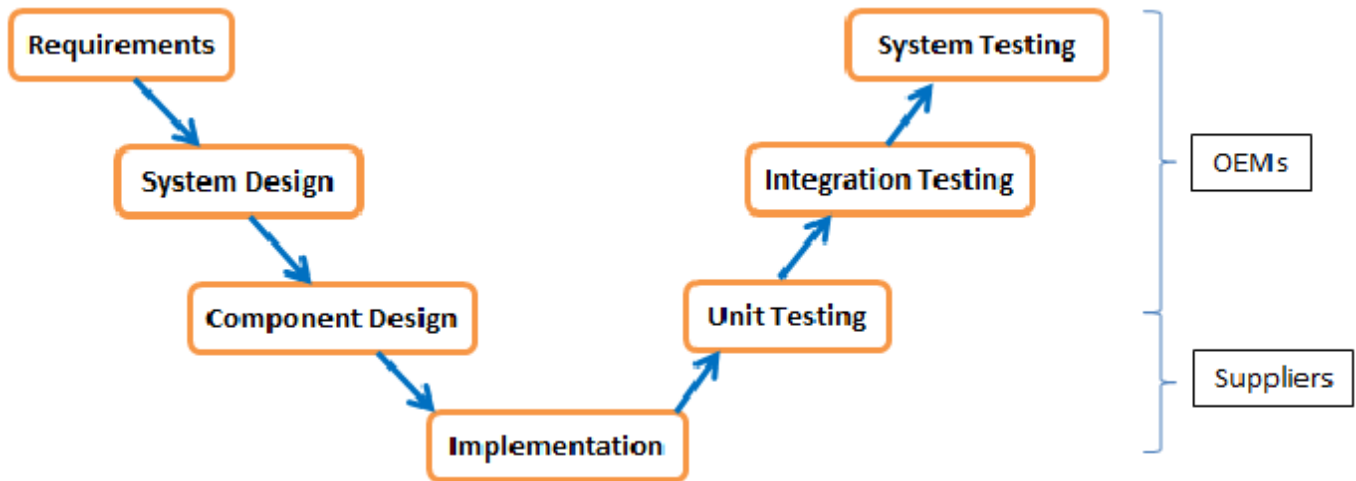 Requirements
System Testing
System Design
Integration Testing
OEMs
Component Design
Unit Testing
Suppliers
Implementation